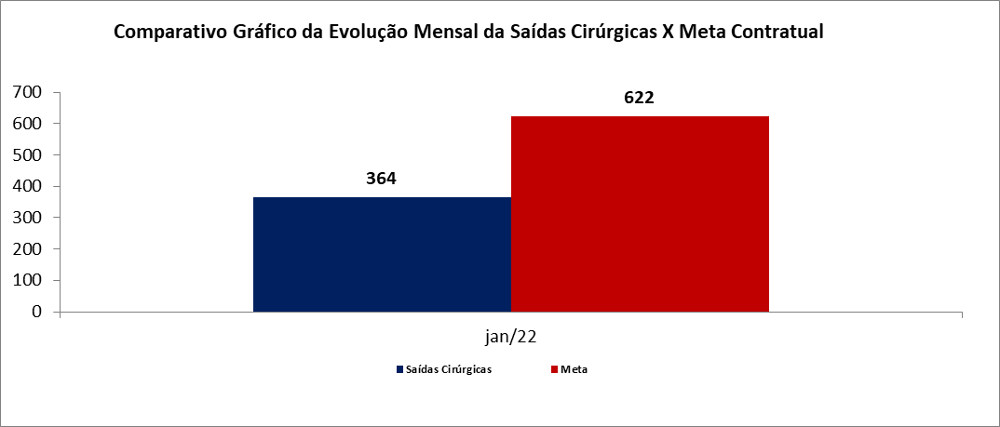 Comparativo Gráfico da Evolução Mensal da Saídas Cirúrgicas X Meta Contratual
700
600
500
400
300
200
100
0
622
364
jan/22
Saídas Cirúrgicas
Meta